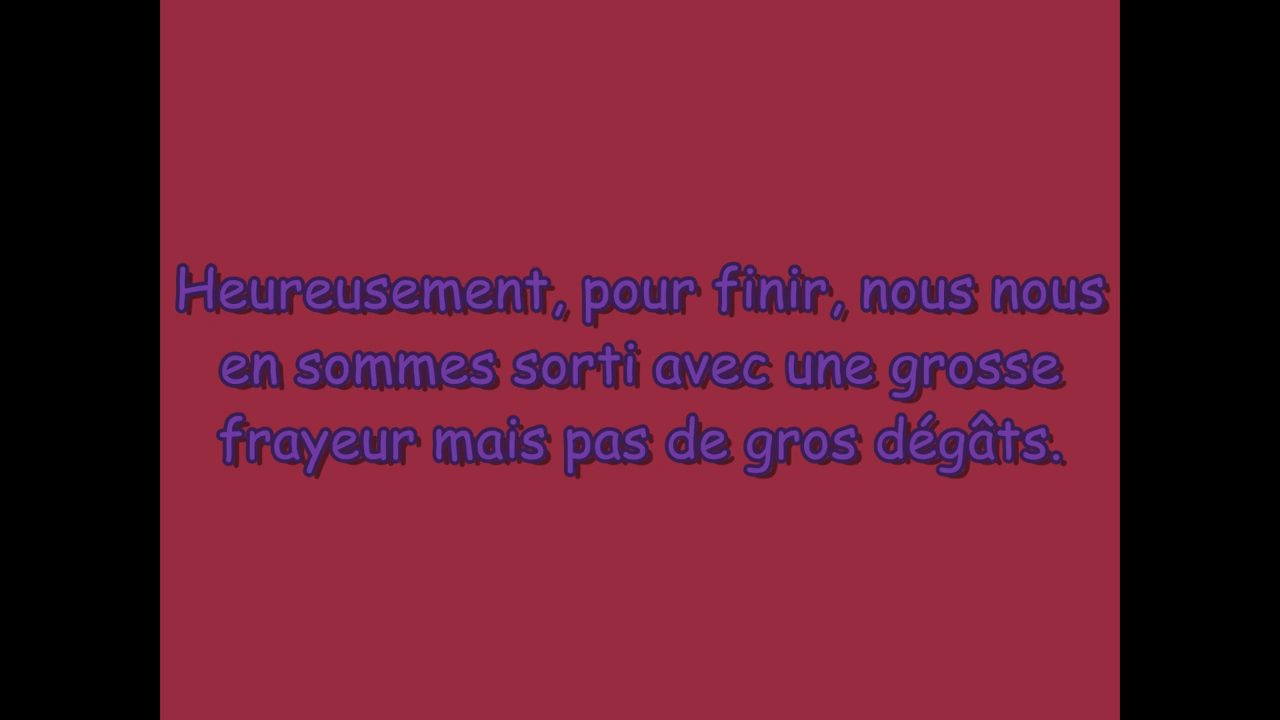 Heureusement, pour finir, nous nous
en sommes sorti avec une grosse
frayeur mais pas de gros dégâts.